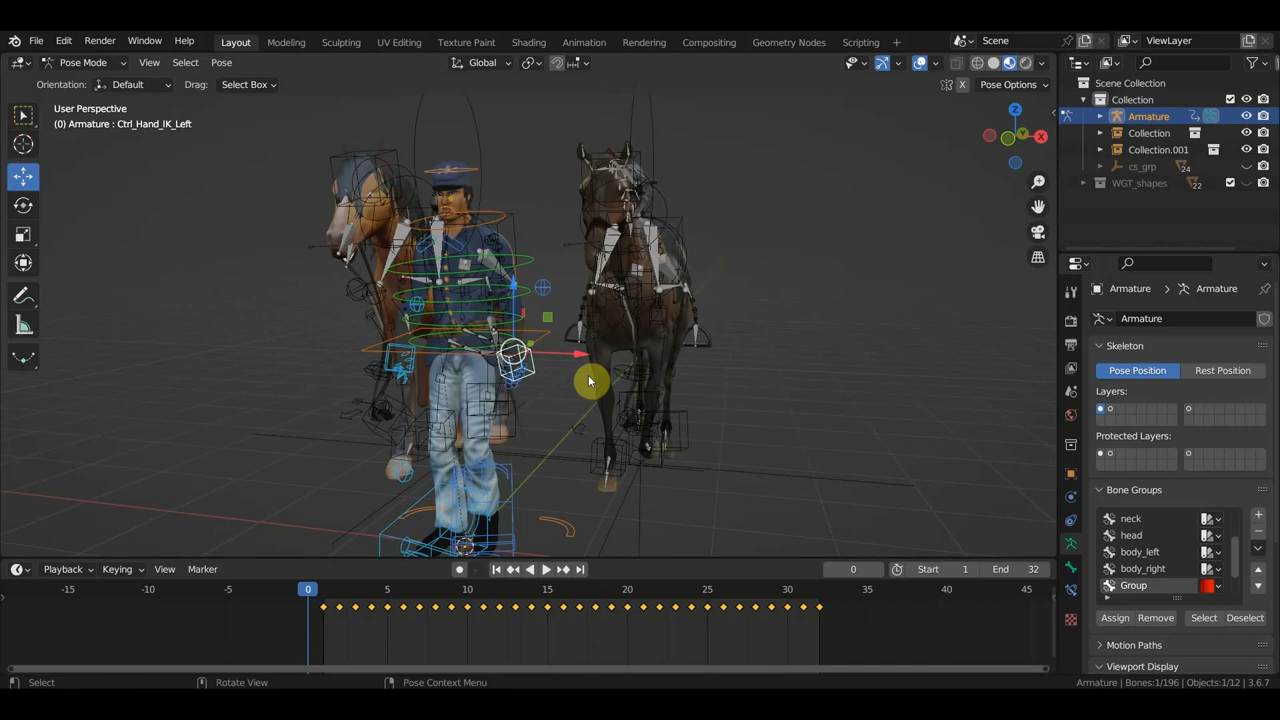 File Edit Render Window Help Layout Modeling Sculpting UV Editing Texture Paint Shading Animation Rendering Compositing Geometry Nodes Scripting + Scene ViewLayer
Pose Mode View Select Pose Global
Orientation: Default Drag: Select Box X Pose Options
User Perspective
(0) Armature : Ctrl_Hand_IK_Left
Z
Y
X
Scene Collection
Collection
Armature
Collection
Collection.001
cs_grp 24
WGT_shapes 22
Armature > Armature
Armature
Skeleton
Pose Position Rest Position
Layers:
Protected Layers:
Bone Groups
neck
head
body_left
body_right
Group
Assign Remove Select Deselect
Motion Paths
Viewport Display
Playback Keying View Marker 0 Start 1 End 32
-15 -10 -5 0 5 10 15 20 25 30 35 40 45
Select Rotate View Pose Context Menu Armature | Bones:1/196 | Objects:1/12 | 3.6.7